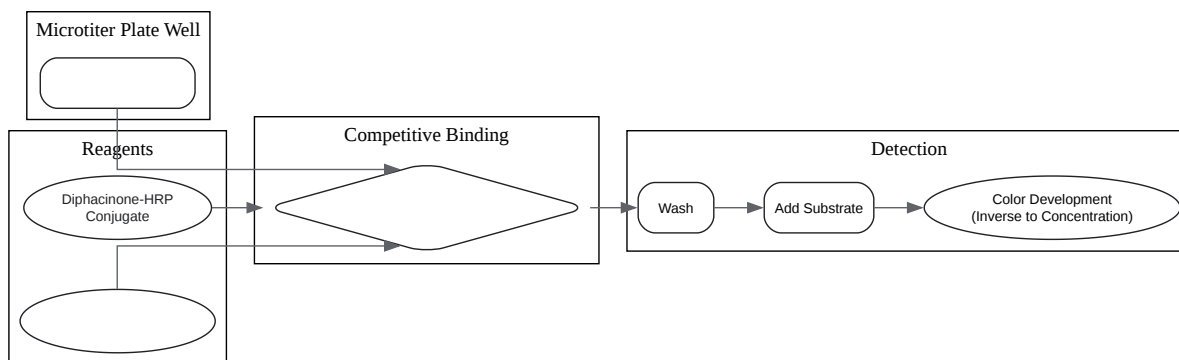 Microtiter Plate Well
Reagents
Diphacinone-HRP
Conjugate
Competitive Binding
Detection
Wash
Add Substrate
Color Development
(Inverse to Concentration)